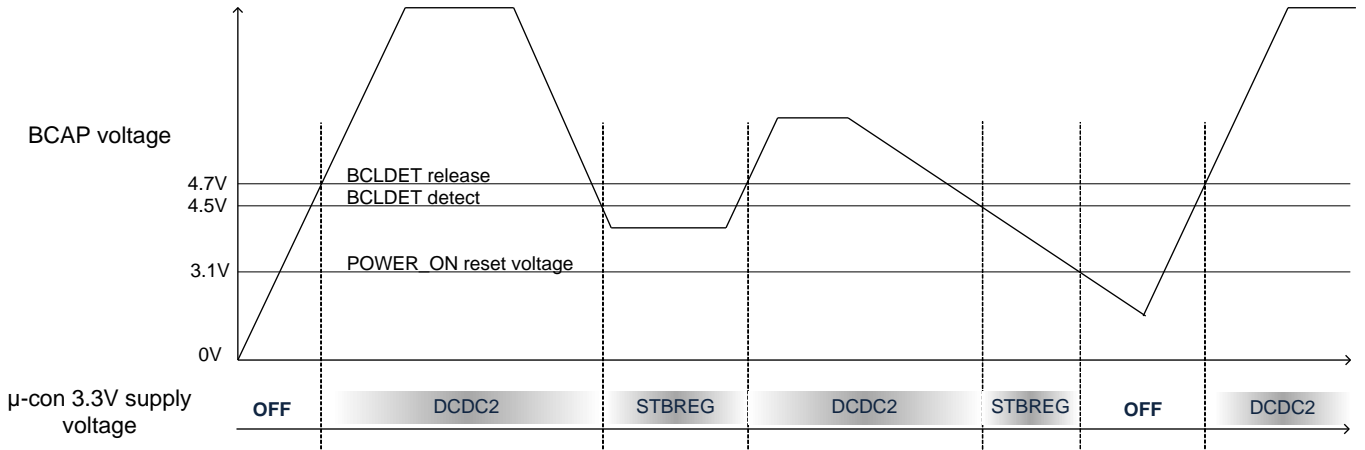 BCAP voltage
4.7V
BCLDET release
4.5V
BCLDET detect
3.1V
POWER_ON reset voltage
0V
μ-con 3.3V supply
voltage
OFF
DCDC2
STBREG
DCDC2
STBREG
OFF
DCDC2